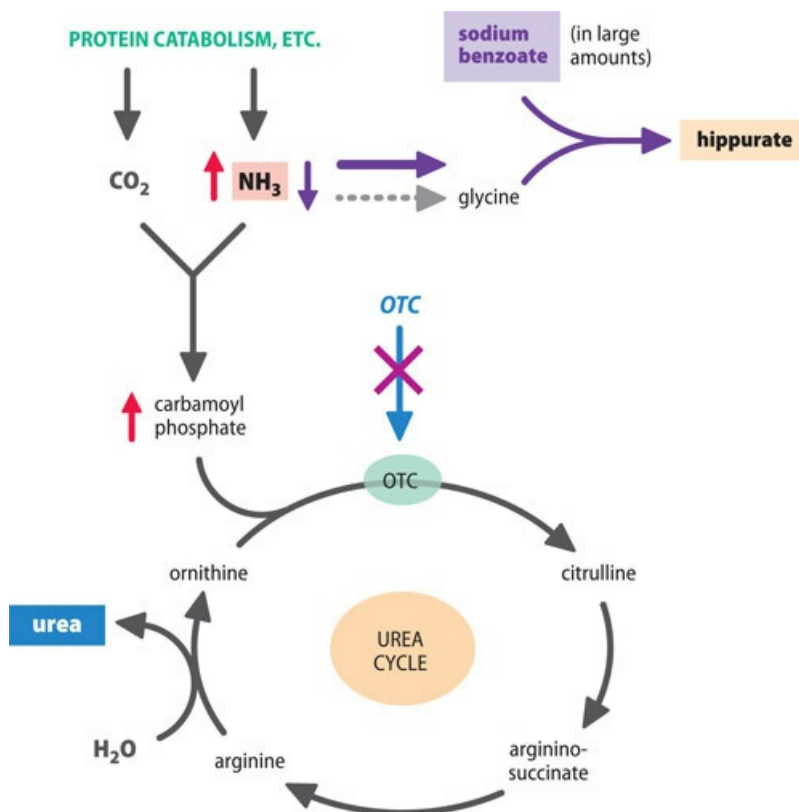 PROTEIN CATABOLISM, ETC.
sodium
benzoate
(in large
amounts)
hippurate
CO₂
NH₃
glycine
OTC
carbamoyl
phosphate
OTC
ornithine
citrulline
urea
UREA
CYCLE
H₂O
arginine
arginino-
succinate